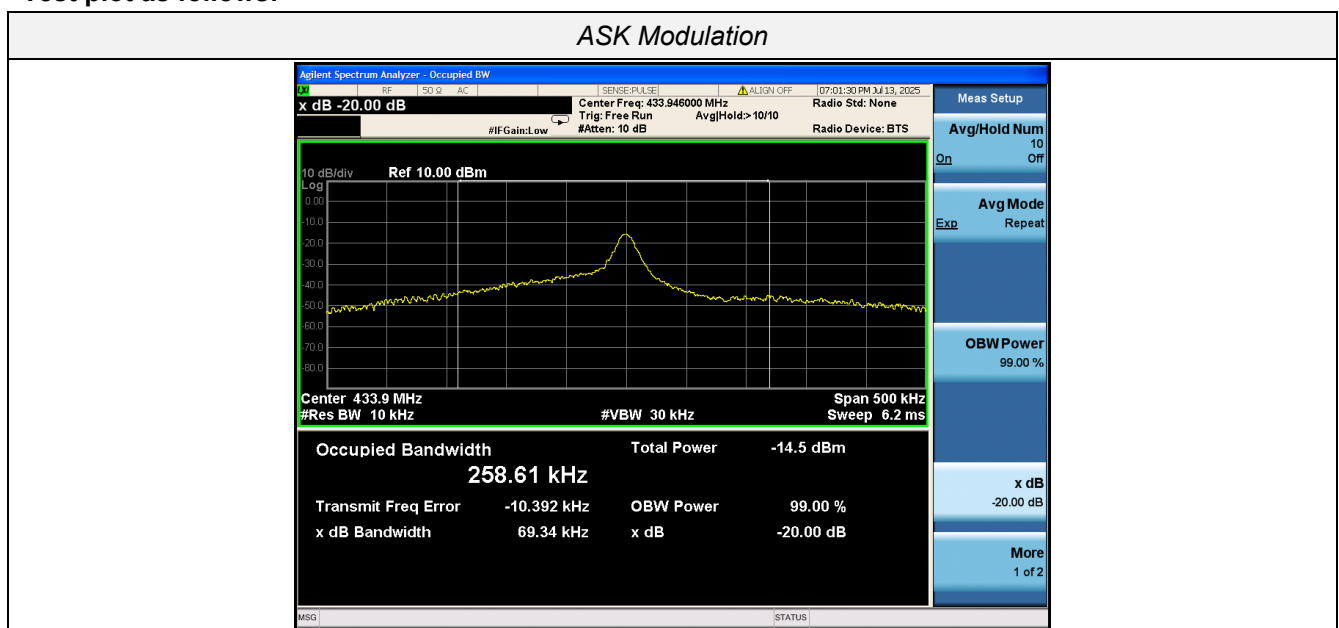 Test plot as follows:
ASK Modulation
Agilent Spectrum Analyzer - Occupied BW
LXI RF 50 Ω AC SENSE:PULSE ALIGN OFF 07:01:30 PM Jul 13, 2025
x dB -20.00 dB
Center Freq: 433.946000 MHz
Radio Std: None
Trig: Free Run Avg|Hold:>10/10
#IFGain:Low #Atten: 10 dB Radio Device: BTS
10 dB/div Ref 10.00 dBm
Log
0.00
-10.0
-20.0
-30.0
-40.0
-50.0
-60.0
-70.0
-80.0
Center 433.9 MHz Span 500 kHz
#Res BW 10 kHz #VBW 30 kHz Sweep 6.2 ms
Occupied Bandwidth Total Power -14.5 dBm
258.61 kHz
Transmit Freq Error -10.392 kHz OBW Power 99.00 %
x dB Bandwidth 69.34 kHz x dB -20.00 dB
MSG STATUS
Meas Setup
Avg/Hold Num
10
On Off
Avg Mode
Exp Repeat
OBW Power
99.00 %
x dB
-20.00 dB
More
1 of 2